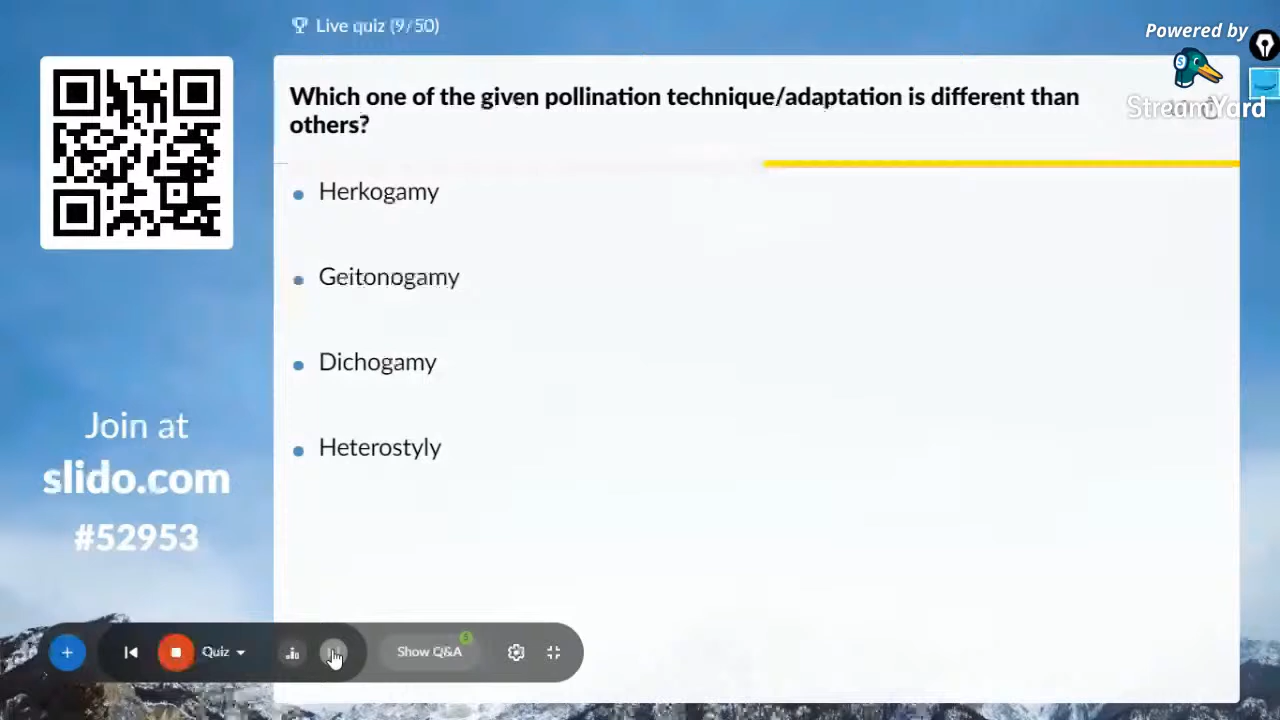 Live quiz (9/50)
Powered by
StreamYard
Which one of the given pollination technique/adaptation is different than
others?
Herkogamy
Geitonogamy
Dichogamy
Heterostyly
Join at
slido.com
#52953
Quiz
Show Q&A
5